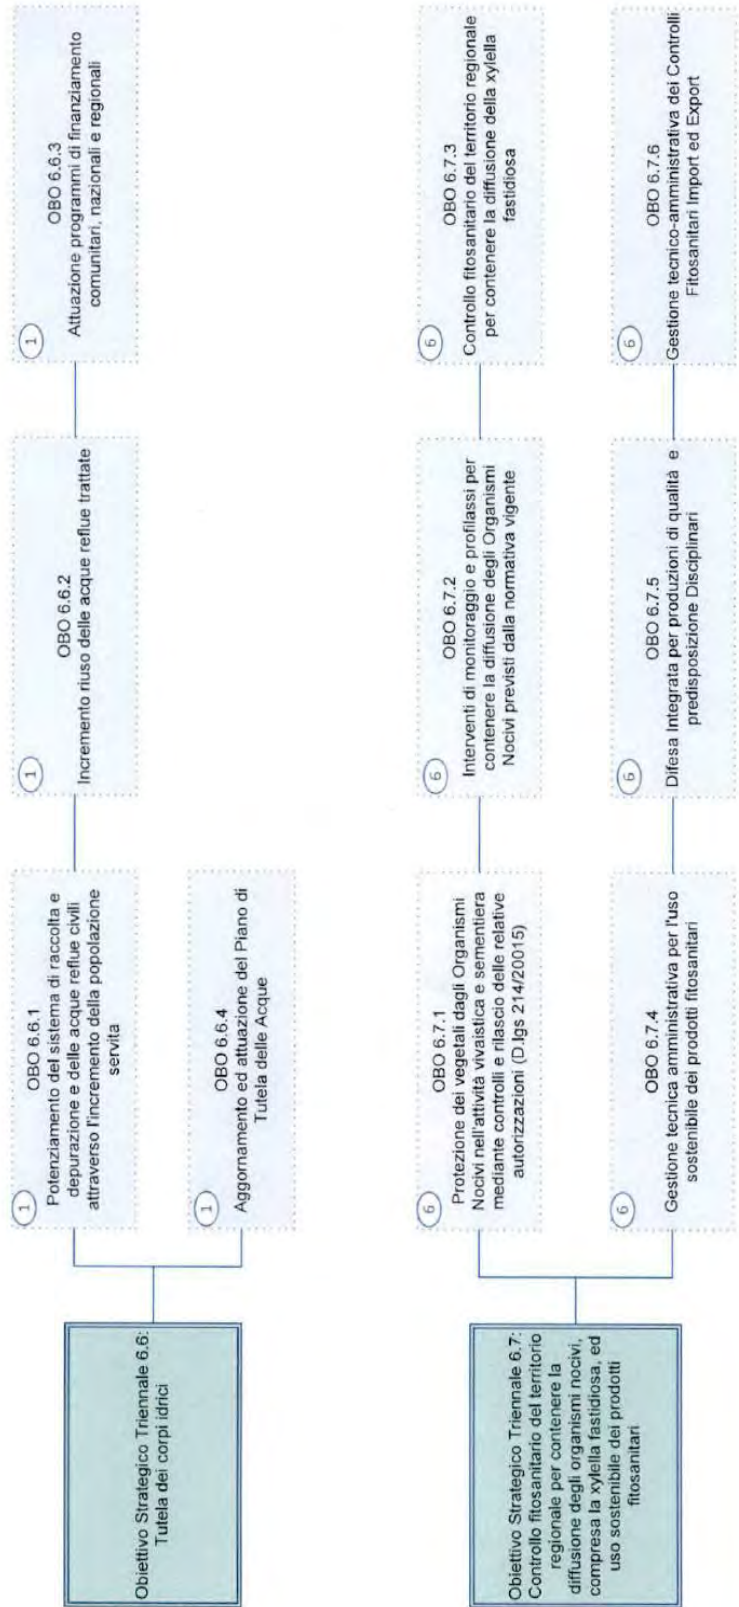 Obiettivo Strategico Triennale 6.6:
Tutela dei corpi idrici
1
OBO 6.6.1
Potenziamento del sistema di raccolta e
depurazione e delle acque reflue civili
attraverso l'incremento della popolazione
servita
1
OBO 6.6.2
Incremento riuso delle acque reflue trattate
1
OBO 6.6.3
Attuazione programmi di finanziamento
comunitari, nazionali e regionali
1
OBO 6.6.4
Aggornamento ed attuazione del Piano di
Tutela delle Acque
Obiettivo Strategico Triennale 6.7:
Controllo fitosanitario del territorio
regionale per contenere la
diffusione degli organismi nocivi,
compresa la xylella fastidiosa, ed
uso sostenibile dei prodotti
fitosanitari
6
OBO 6.7.1
Protezione dei vegetali dagli Organismi
Nocivi nell'attività vivaistica e sementiera
mediante controlli e rilascio delle relative
autorizzazioni (D.lgs 214/20015)
6
OBO 6.7.2
Interventi di monitoraggio e profilassi per
contenere la diffusione degli Organismi
Nocivi previsti dalla normativa vigente
6
OBO 6.7.3
Controllo fitosanitario del territorio regionale
per contenere la diffusione della xylella
fastidiosa
6
OBO 6.7.4
Gestione tecnica amministrativa per l'uso
sostenibile dei prodotti fitosanitari
6
OBO 6.7.5
Difesa Integrata per produzioni di qualità e
predisposizione Disciplinari
6
OBO 6.7.6
Gestione tecnico-amministrativa dei Controlli
Fitosanitari Import ed Export